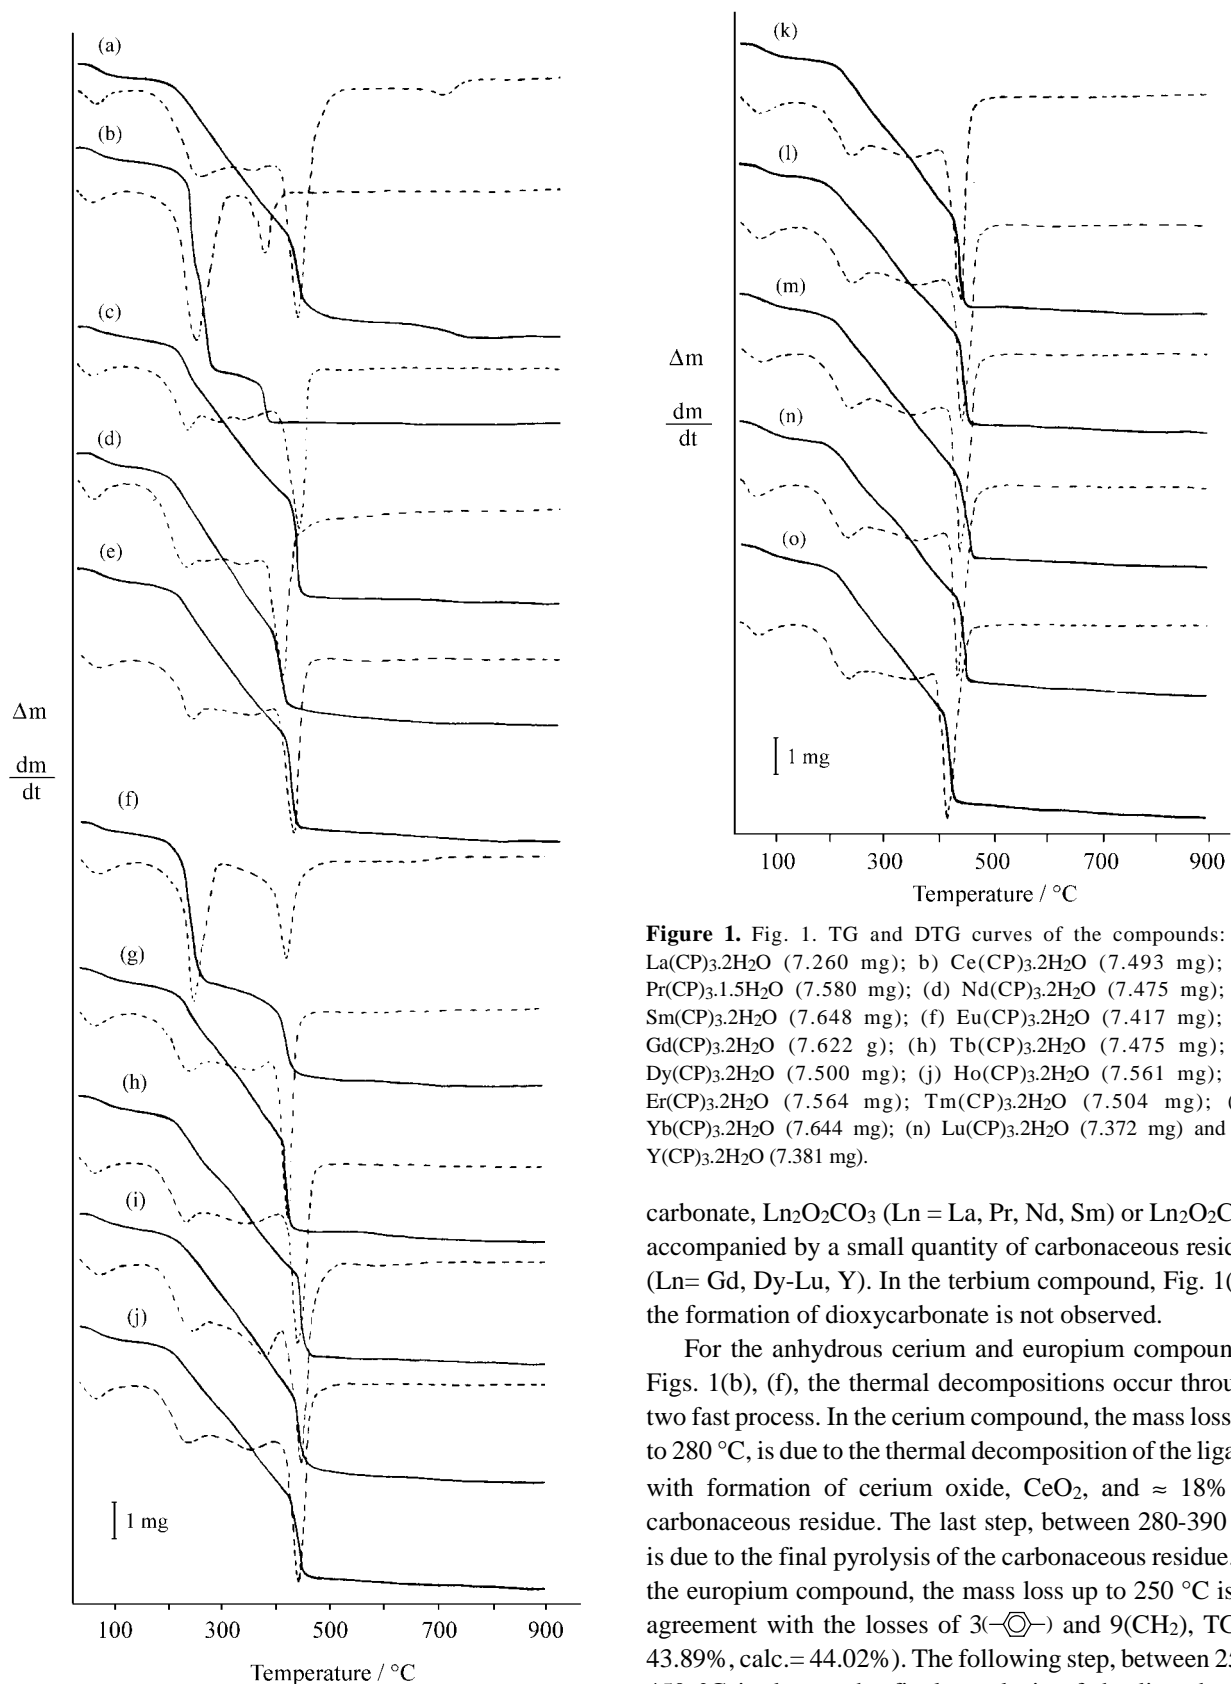 (a)
(b)
(c)
(d)
(e)
Δm
dm
dt
(f)
(g)
(h)
(i)
(j)
1 mg
100 300 500 700 900
Temperature / °C
(k)
(l)
(m)
(n)
(o)
Δm
dm
dt
1 mg
100 300 500 700 900
Temperature / °C
Figure 1. Fig. 1. TG and DTG curves of the compounds:
La(CP)3.2H2O (7.260 mg); b) Ce(CP)3.2H2O (7.493 mg);
Pr(CP)3.1.5H2O (7.580 mg); (d) Nd(CP)3.2H2O (7.475 mg);
Sm(CP)3.2H2O (7.648 mg); (f) Eu(CP)3.2H2O (7.417 mg);
Gd(CP)3.2H2O (7.622 g); (h) Tb(CP)3.2H2O (7.475 mg);
Dy(CP)3.2H2O (7.500 mg); (j) Ho(CP)3.2H2O (7.561 mg);
Er(CP)3.2H2O (7.564 mg); Tm(CP)3.2H2O (7.504 mg); (
Yb(CP)3.2H2O (7.644 mg); (n) Lu(CP)3.2H2O (7.372 mg) and
Y(CP)3.2H2O (7.381 mg).
carbonate, Ln2O2CO3 (Ln = La, Pr, Nd, Sm) or Ln2O2C
accompanied by a small quantity of carbonaceous resid
(Ln= Gd, Dy-Lu, Y). In the terbium compound, Fig. 1(
the formation of dioxycarbonate is not observed.
For the anhydrous cerium and europium compoun
Figs. 1(b), (f), the thermal decompositions occur throu
two fast process. In the cerium compound, the mass loss
to 280 °C, is due to the thermal decomposition of the liga
with formation of cerium oxide, CeO2, and ≈ 18%
carbonaceous residue. The last step, between 280-390
is due to the final pyrolysis of the carbonaceous residue.
the europium compound, the mass loss up to 250 °C is
agreement with the losses of 3( ) and 9(CH2), TG
43.89%, calc.= 44.02%). The following step, between 25